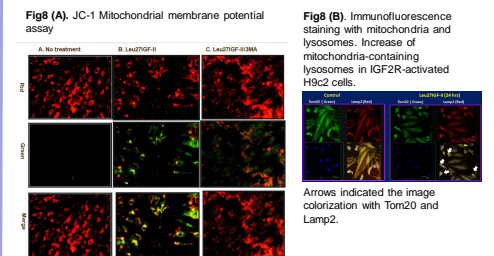 Fig8 (A). JC-1 Mitochondrial membrane potential
assay
A. No treatment
B. Leu27IGF-II
C. Leu27IGF-II/3MA
Red
Green
Merge
Fig8 (B). Immunofluorescence
staining with mitochondria and
lysosomes. Increase of
mitochondria-containing
lysosomes in IGF2R-activated
H9c2 cells.
Control
Leu27IGF-II (24 hrs)
Tom20 (Green)
Lamp2 (Red)
Tom20 (Green)
Lamp2 (Red)
Arrows indicated the image
colorization with Tom20 and
Lamp2.